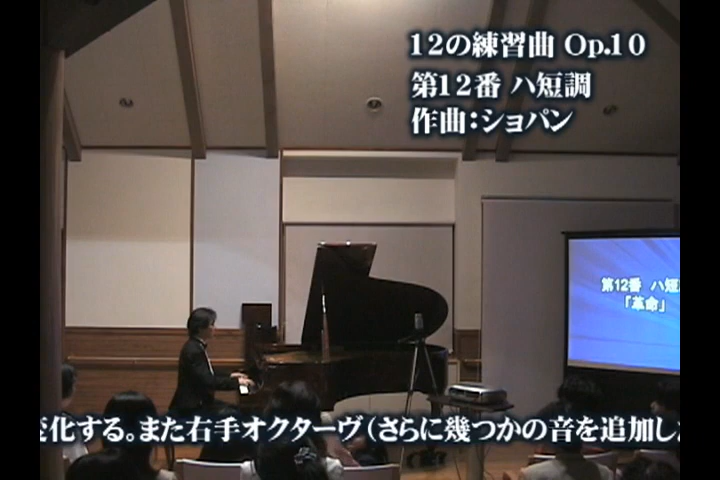 12の練習曲 Op.10
第12番 ハ短調
作曲：ショパン
第12番 ハ短
「革命」
変化する。また右手オクターヴ（さらに幾つかの音を追加した